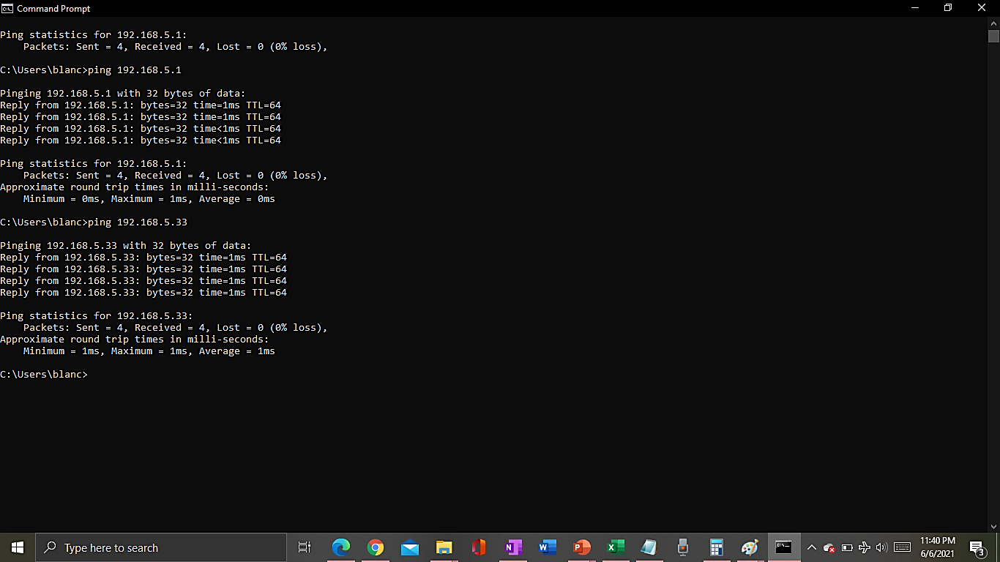 Command Prompt
Ping statistics for 192.168.5.1:
    Packets: Sent = 4, Received = 4, Lost = 0 (0% loss),
C:\Users\blanc>ping 192.168.5.1
Pinging 192.168.5.1 with 32 bytes of data:
Reply from 192.168.5.1: bytes=32 time=1ms TTL=64
Reply from 192.168.5.1: bytes=32 time=1ms TTL=64
Reply from 192.168.5.1: bytes=32 time<1ms TTL=64
Reply from 192.168.5.1: bytes=32 time<1ms TTL=64
Ping statistics for 192.168.5.1:
    Packets: Sent = 4, Received = 4, Lost = 0 (0% loss),
Approximate round trip times in milli-seconds:
    Minimum = 0ms, Maximum = 1ms, Average = 0ms
C:\Users\blanc>ping 192.168.5.33
Pinging 192.168.5.33 with 32 bytes of data:
Reply from 192.168.5.33: bytes=32 time=1ms TTL=64
Reply from 192.168.5.33: bytes=32 time=1ms TTL=64
Reply from 192.168.5.33: bytes=32 time=1ms TTL=64
Reply from 192.168.5.33: bytes=32 time=1ms TTL=64
Ping statistics for 192.168.5.33:
    Packets: Sent = 4, Received = 4, Lost = 0 (0% loss),
Approximate round trip times in milli-seconds:
    Minimum = 1ms, Maximum = 1ms, Average = 1ms
C:\Users\blanc>
Type here to search
11:40 PM
6/6/2021
3